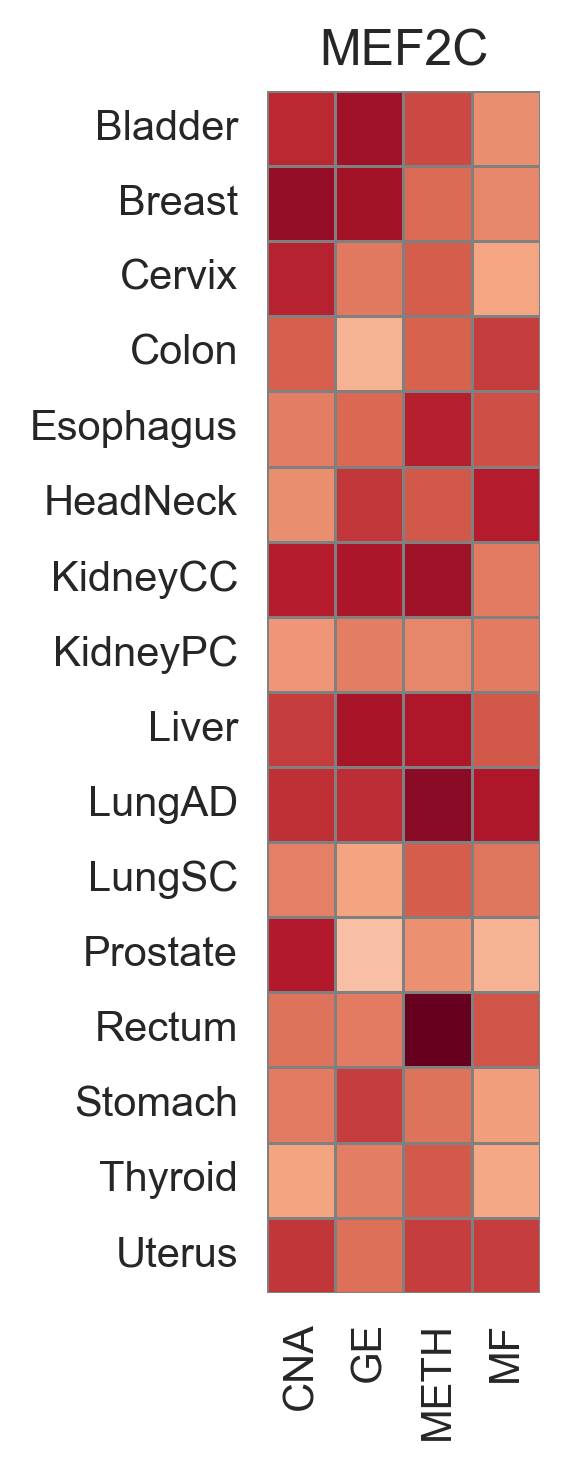 MEF2C
Bladder
Breast
Cervix
Colon
Esophagus
HeadNeck
KidneyCC
KidneyPC
Liver
LungAD
LungSC
Prostate
Rectum
Stomach
Thyroid
Uterus
CNA
GE
METH
MF